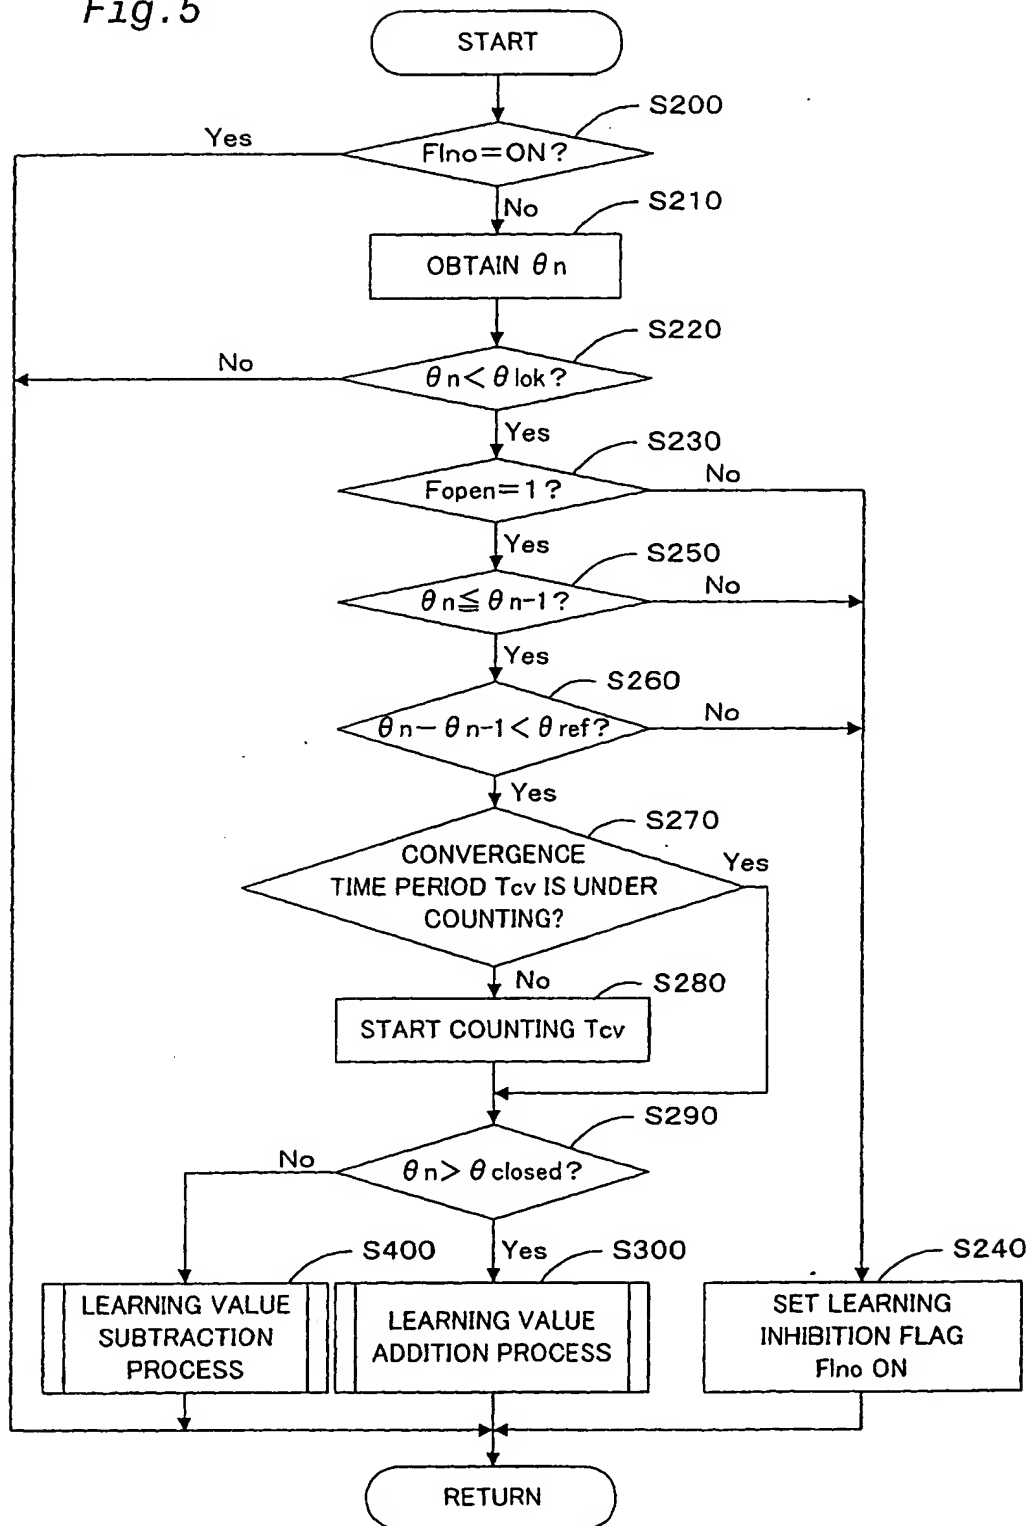 Fig.5
START
S200
Yes
Flno=ON?
No
S210
OBTAIN θn
S220
No
θn<θlok?
Yes
S230
No
Fopen=1?
Yes
S250
No
θn≦θn-1?
Yes
S260
No
θn-θn-1<θref?
Yes
S270
CONVERGENCE
TIME PERIOD Tcv IS UNDER
COUNTING?
Yes
No
S280
START COUNTING Tcv
S290
No
θn>θclosed?
Yes
S400
S300
S240
LEARNING VALUE
SUBTRACTION
PROCESS
LEARNING VALUE
ADDITION PROCESS
SET LEARNING
INHIBITION FLAG
Flno ON
RETURN